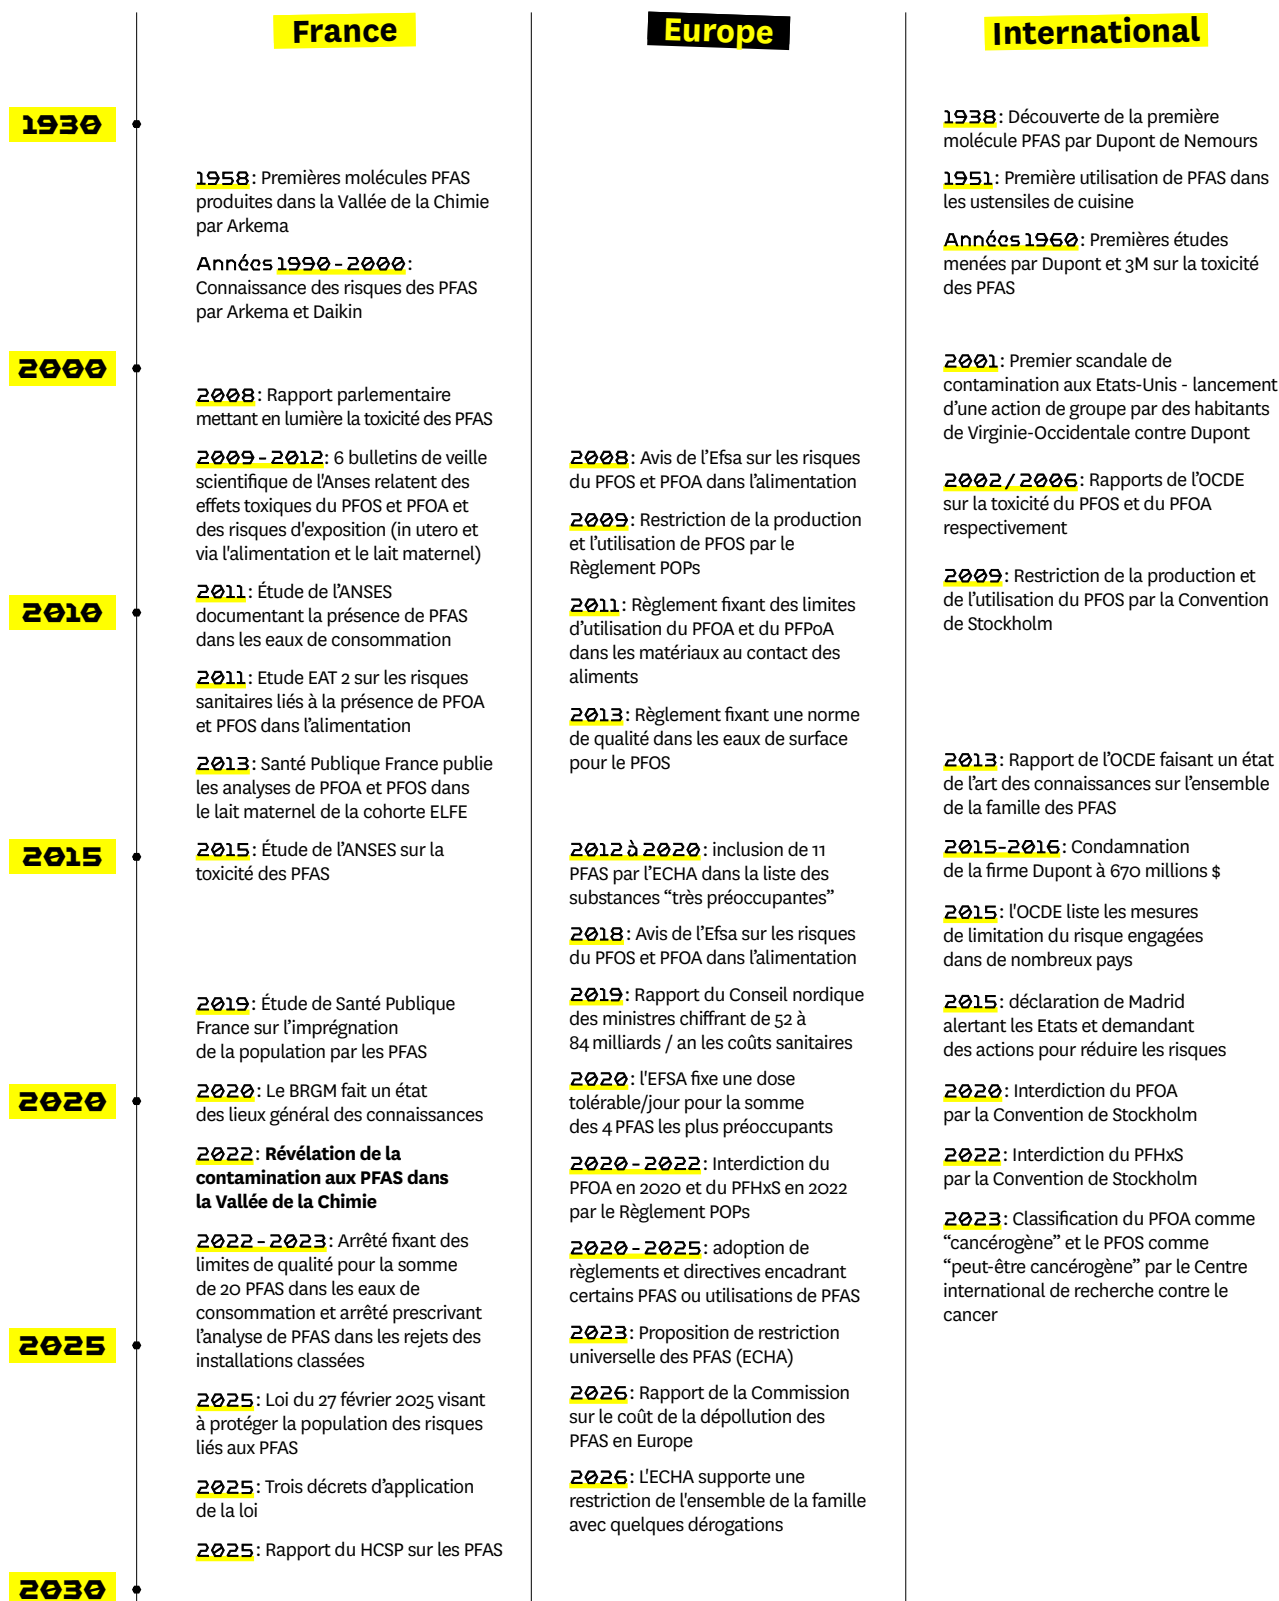 France
Europe
International
1930
2000
2010
2015
2020
2025
2030
1958 : Premières molécules PFAS
produites dans la Vallée de la Chimie
par Arkema
Années 1990 - 2000 :
Connaissance des risques des PFAS
par Arkema et Daikin
2008 : Rapport parlementaire
mettant en lumière la toxicité des PFAS
2009 - 2012 : 6 bulletins de veille
scientifique de l'Anses relatent des
effets toxiques du PFOS et PFOA et
des risques d'exposition (in utero et
via l'alimentation et le lait maternel)
2011 : Étude de l’ANSES
documentant la présence de PFAS
dans les eaux de consommation
2011 : Etude EAT 2 sur les risques
sanitaires liés à la présence de PFOA
et PFOS dans l’alimentation
2013 : Santé Publique France publie
les analyses de PFOA et PFOS dans
le lait maternel de la cohorte ELFE
2015 : Étude de l’ANSES sur la
toxicité des PFAS
2019 : Étude de Santé Publique
France sur l’imprégnation
de la population par les PFAS
2020 : Le BRGM fait un état
des lieux général des connaissances
2022 : Révélation de la
contamination aux PFAS dans
la Vallée de la Chimie
2022 - 2023 : Arrêté fixant des
limites de qualité pour la somme
de 20 PFAS dans les eaux de
consommation et arrêté prescrivant
l’analyse de PFAS dans les rejets des
installations classées
2025 : Loi du 27 février 2025 visant
à protéger la population des risques
liés aux PFAS
2025 : Trois décrets d’application
de la loi
2025 : Rapport du HCSP sur les PFAS
2008 : Avis de l’Efsa sur les risques
du PFOS et PFOA dans l’alimentation
2009 : Restriction de la production
et l’utilisation de PFOS par le
Règlement POPs
2011 : Règlement fixant des limites
d’utilisation du PFOA et du PFPoA
dans les matériaux au contact des
aliments
2013 : Règlement fixant une norme
de qualité dans les eaux de surface
pour le PFOS
2012 à 2020 : inclusion de 11
PFAS par l’ECHA dans la liste des
substances “très préoccupantes”
2018 : Avis de l’Efsa sur les risques
du PFOS et PFOA dans l’alimentation
2019 : Rapport du Conseil nordique
des ministres chiffrant de 52 à
84 milliards / an les coûts sanitaires
2020 : l'EFSA fixe une dose
tolérable/jour pour la somme
des 4 PFAS les plus préoccupants
2020 - 2022 : Interdiction du
PFOA en 2020 et du PFHxS en 2022
par le Règlement POPs
2020 - 2025 : adoption de
règlements et directives encadrant
certains PFAS ou utilisations de PFAS
2023 : Proposition de restriction
universelle des PFAS (ECHA)
2026 : Rapport de la Commission
sur le coût de la dépollution des
PFAS en Europe
2026 : L'ECHA supporte une
restriction de l'ensemble de la famille
avec quelques dérogations
1938 : Découverte de la première
molécule PFAS par Dupont de Nemours
1951 : Première utilisation de PFAS dans
les ustensiles de cuisine
Années 1960 : Premières études
menées par Dupont et 3M sur la toxicité
des PFAS
2001 : Premier scandale de
contamination aux Etats-Unis - lancement
d’une action de groupe par des habitants
de Virginie-Occidentale contre Dupont
2002 / 2006 : Rapports de l’OCDE
sur la toxicité du PFOS et du PFOA
respectivement
2009 : Restriction de la production et
de l’utilisation du PFOS par la Convention
de Stockholm
2013 : Rapport de l’OCDE faisant un état
de l’art des connaissances sur l’ensemble
de la famille des PFAS
2015-2016 : Condamnation
de la firme Dupont à 670 millions $
2015 : l'OCDE liste les mesures
de limitation du risque engagées
dans de nombreux pays
2015 : déclaration de Madrid
alertant les Etats et demandant
des actions pour réduire les risques
2020 : Interdiction du PFOA
par la Convention de Stockholm
2022 : Interdiction du PFHxS
par la Convention de Stockholm
2023 : Classification du PFOA comme
“cancérogène” et le PFOS comme
“peut-être cancérogène” par le Centre
international de recherche contre le
cancer